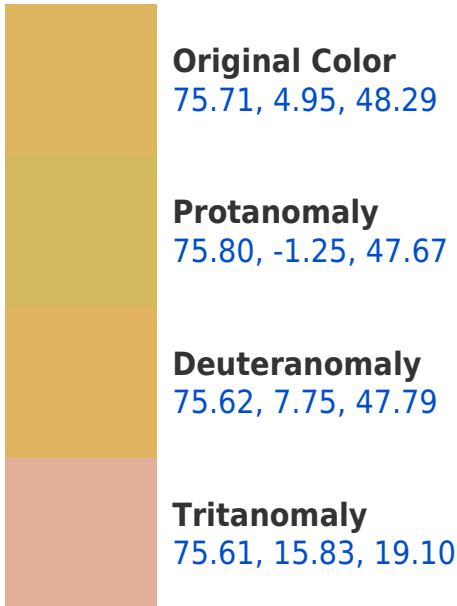 Original Color
75.71, 4.95, 48.29
Protanomaly
75.80, -1.25, 47.67
Deuteranomaly
75.62, 7.75, 47.79
Tritanomaly
75.61, 15.83, 19.10